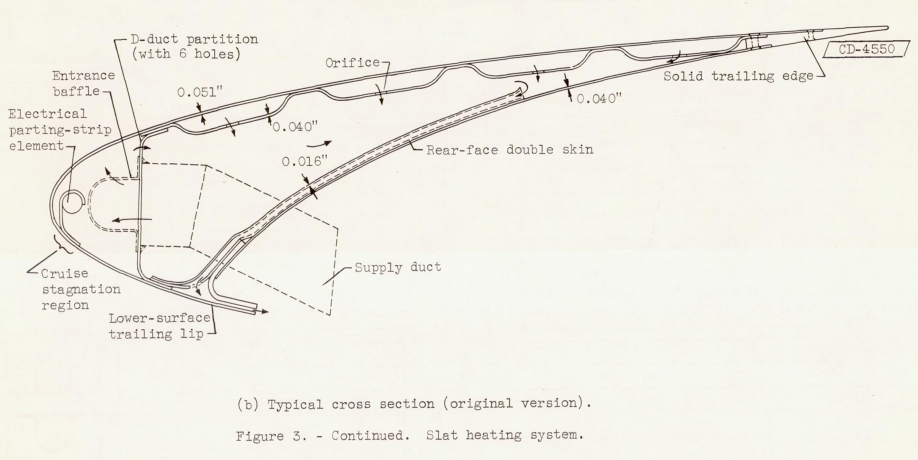 D-duct partition
(with 6 holes)
Orifice
CD-4550
Entrance
baffle
Solid trailing edge
0.051"
0.040"
0.040"
Electrical
parting-strip
element
Rear-face double skin
0.016"
Supply duct
Cruise
stagnation
region
Lower-surface
trailing lip
(b) Typical cross section (original version).
Figure 3. - Continued. Slat heating system.